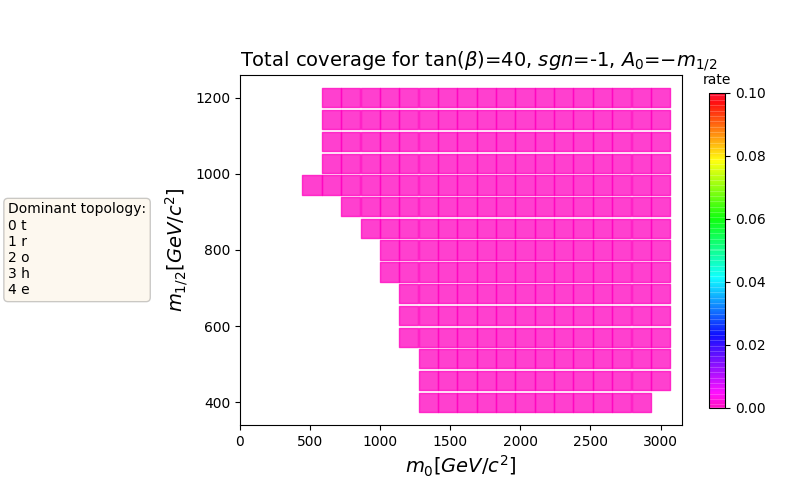 Total coverage for tan(β)=40, sgn=-1, A₀=−m₁/₂
rate
Dominant topology:
0 t
1 r
2 o
3 h
4 e
m₁/₂[GeV/c²]
1200
1000
800
600
400
0 500 1000 1500 2000 2500 3000
m₀[GeV/c²]
0.10
0.08
0.06
0.04
0.02
0.00